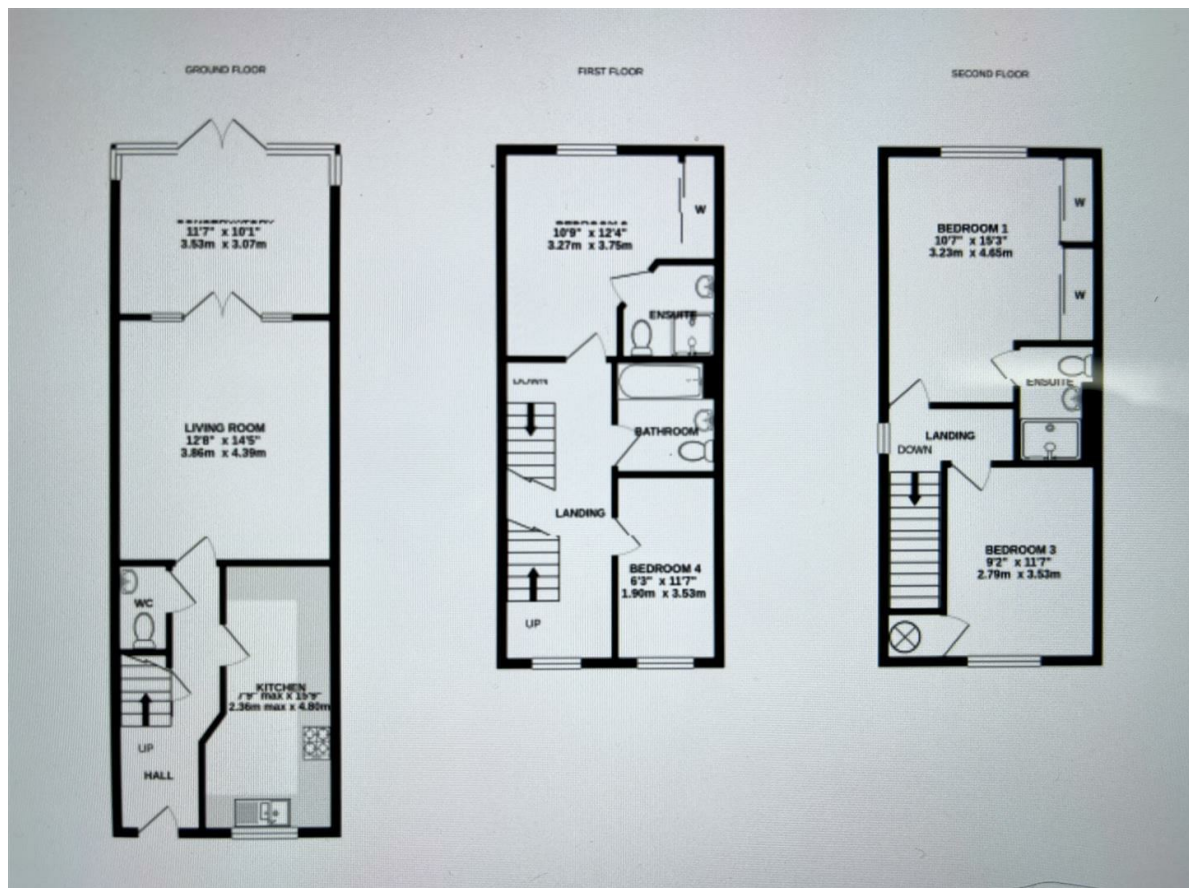 GROUND FLOOR
11'7" x 10'1"
3.53m x 3.07m
LIVING ROOM
12'8" x 14'5"
3.86m x 4.39m
WC
KITCHEN
7'9" max x 15'9"
2.36m max x 4.80m
UP
HALL
FIRST FLOOR
10'9" x 12'4"
3.27m x 3.75m
W
ENSUITE
DOWN
BATHROOM
LANDING
BEDROOM 4
6'3" x 11'7"
1.90m x 3.53m
UP
SECOND FLOOR
BEDROOM 1
10'7" x 15'3"
3.23m x 4.65m
W
W
ENSUITE
LANDING
DOWN
BEDROOM 3
9'2" x 11'7"
2.79m x 3.53m